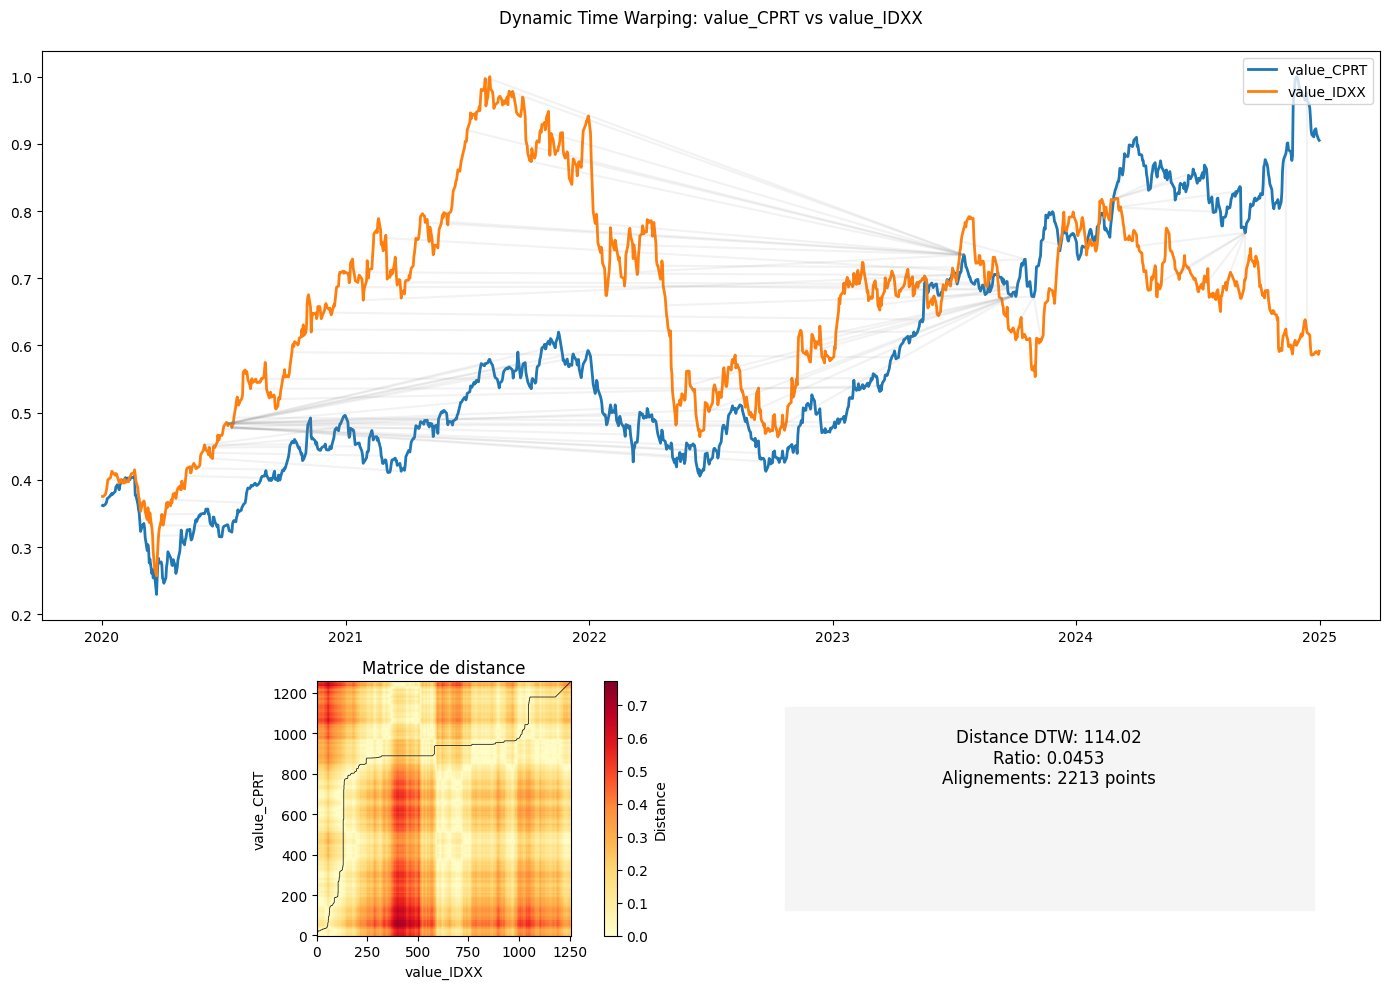 Dynamic Time Warping: value_CPRT vs value_IDXX
value_CPRT
value_IDXX
1.0
0.9
0.8
0.7
0.6
0.5
0.4
0.3
0.2
2020 2021 2022 2023 2024 2025
Matrice de distance
value_CPRT
1200
1000
800
600
400
200
0
0 250 500 750 1000 1250
value_IDXX
0.7
0.6
0.5
0.4
0.3
0.2
0.1
0.0
Distance
Distance DTW: 114.02
Ratio: 0.0453
Alignements: 2213 points